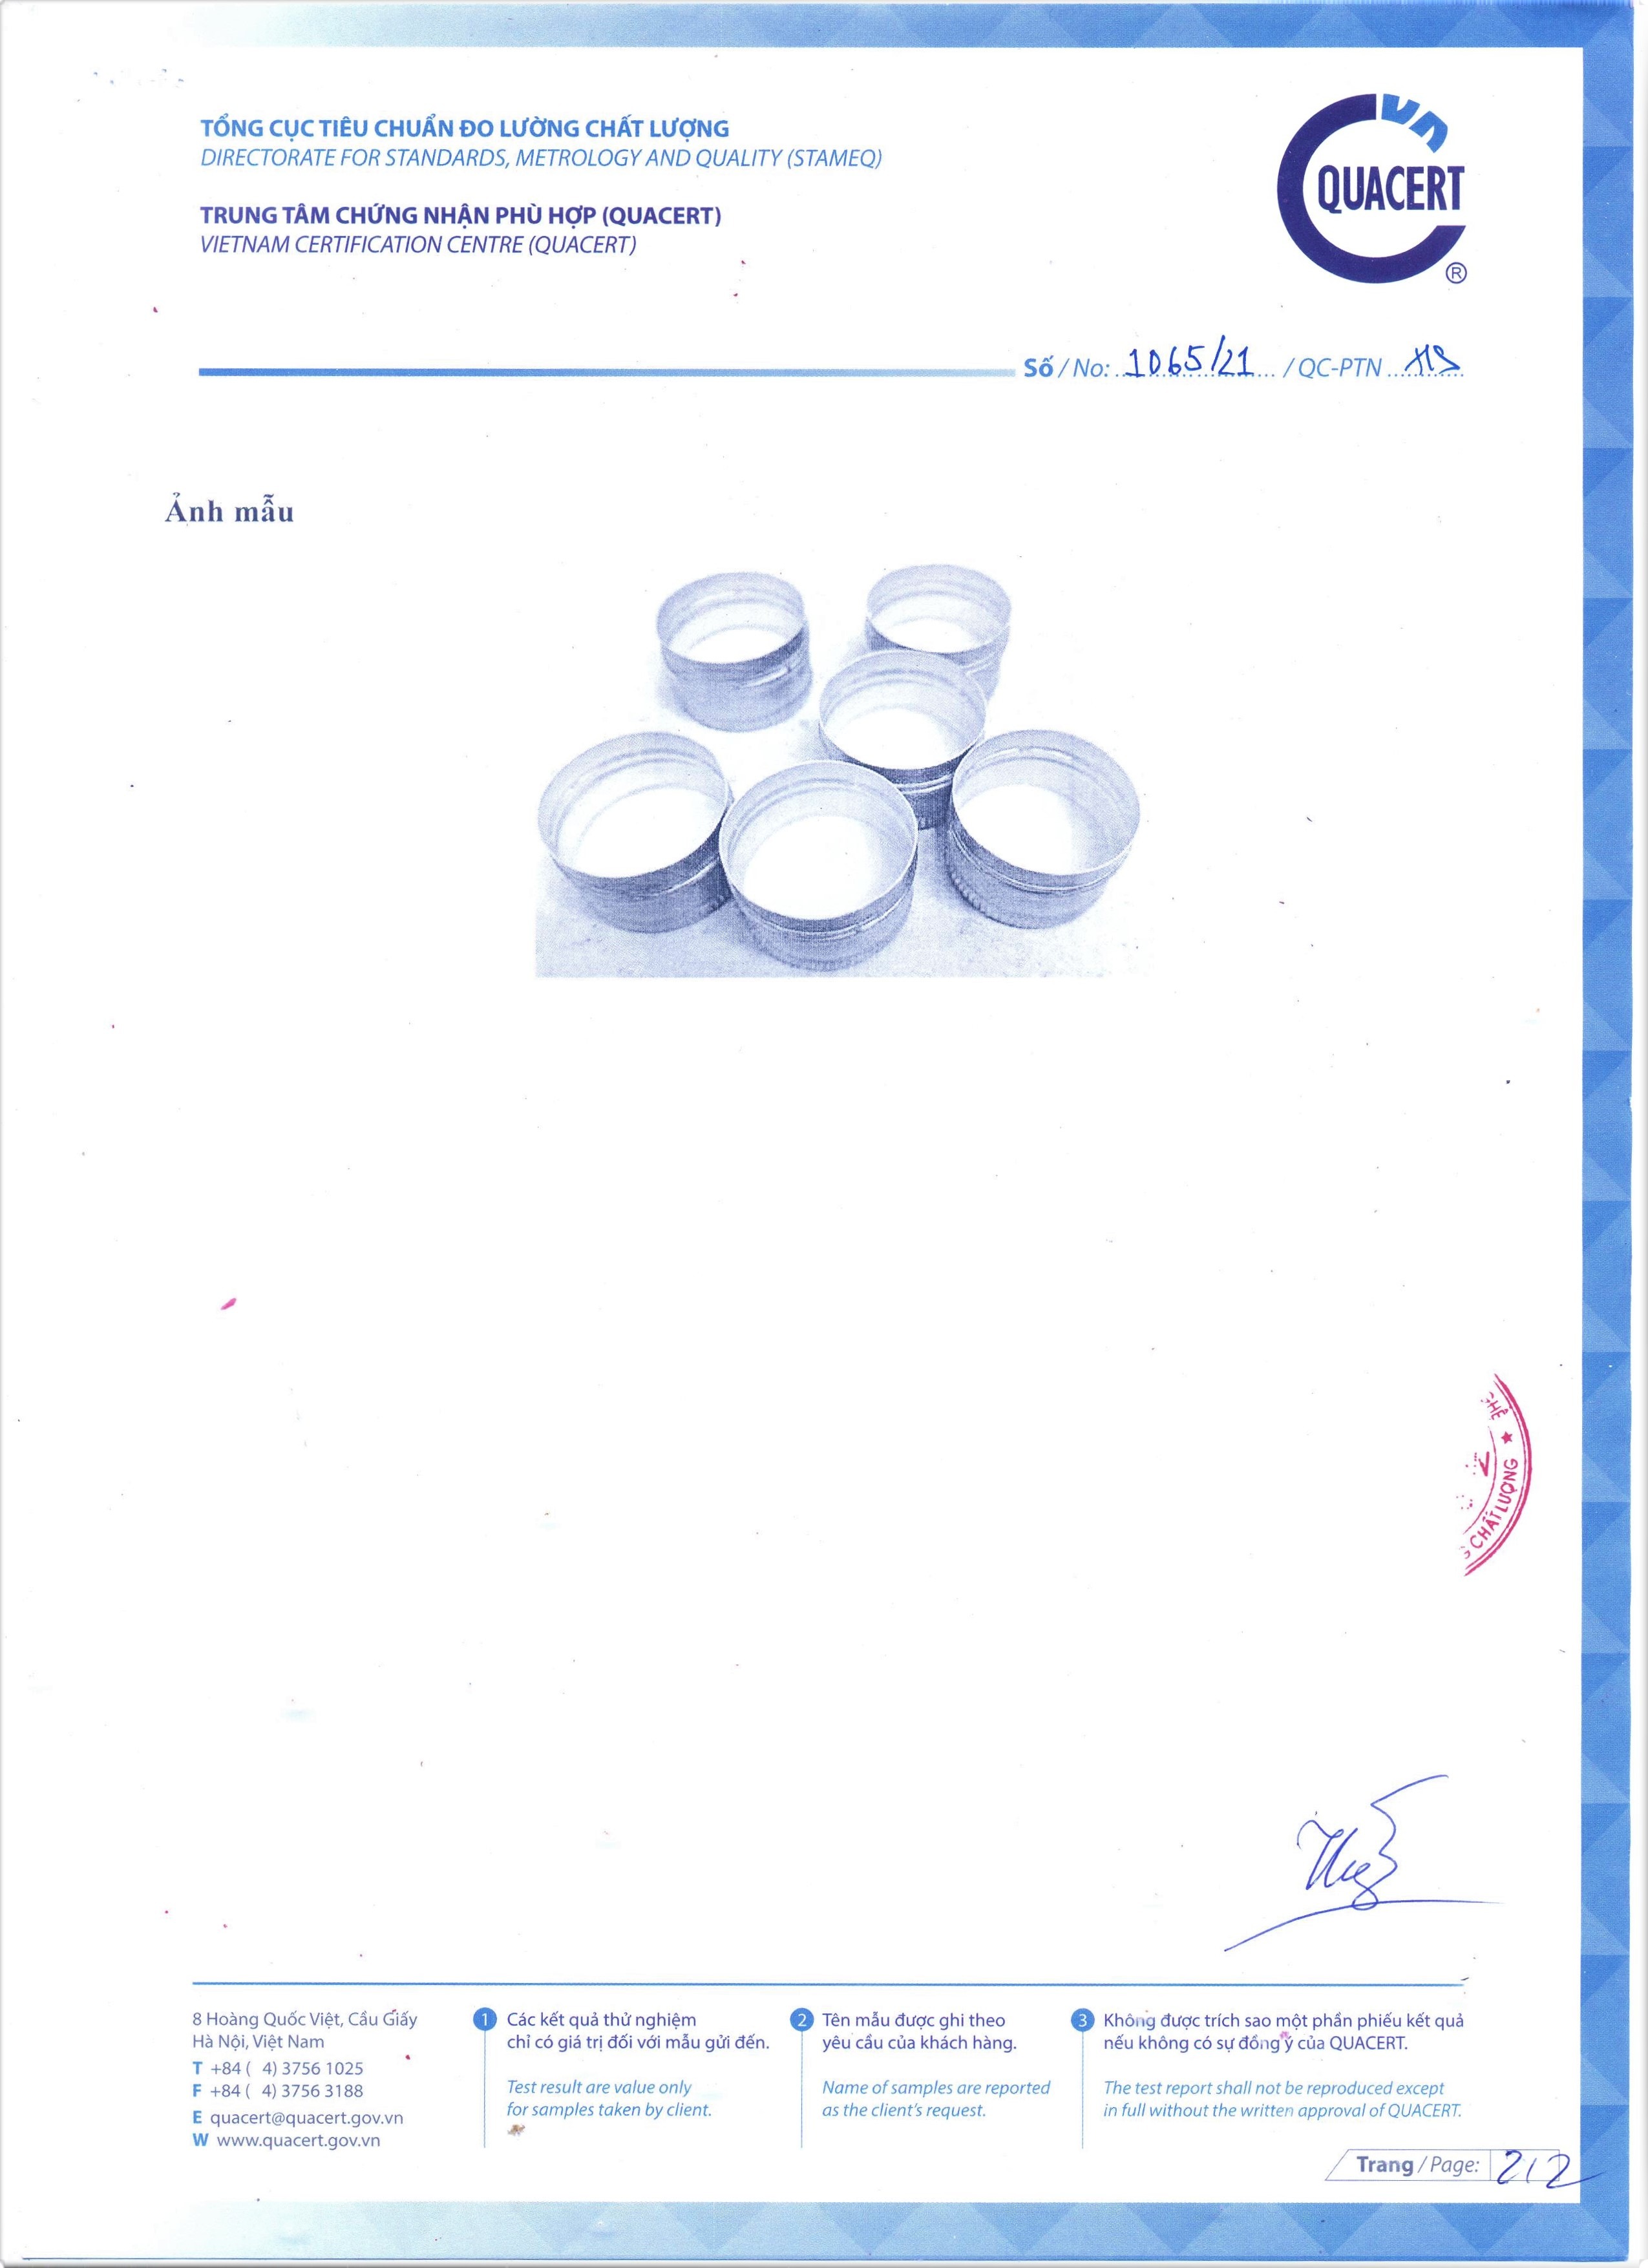 TỔNG CỤC TIÊU CHUẨN ĐO LƯỜNG CHẤT LƯỢNG
DIRECTORATE FOR STANDARDS, METROLOGY AND QUALITY (STAMEQ)
TRUNG TÂM CHỨNG NHẬN PHÙ HỢP (QUACERT)
VIETNAM CERTIFICATION CENTRE (QUACERT)
VN
QUACERT
®
Số / No: 1065/21 / QC-PTN
Ảnh mẫu
GHỆ ★
CHẤT LƯỢNG
8 Hoàng Quốc Việt, Cầu Giấy
Hà Nội, Việt Nam
T +84 ( 4) 3756 1025
F +84 ( 4) 3756 3188
E quacert@quacert.gov.vn
W www.quacert.gov.vn
1 Các kết quả thử nghiệm
chỉ có giá trị đối với mẫu gửi đến.
Test result are value only
for samples taken by client.
2 Tên mẫu được ghi theo
yêu cầu của khách hàng.
Name of samples are reported
as the client's request.
3 Không được trích sao một phần phiếu kết quả
nếu không có sự đồng ý của QUACERT.
The test report shall not be reproduced except
in full without the written approval of QUACERT.
Trang / Page: 2/2